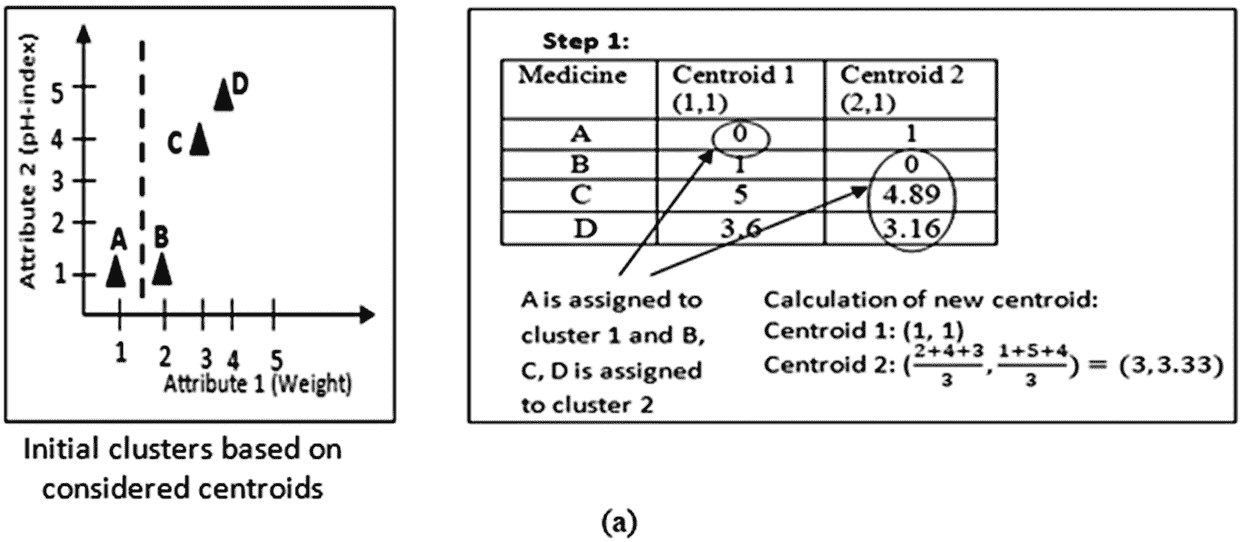 Attribute 2 (pH-index)
5
4
3
2
1
D
C
A B
1 2 3 4 5
Attribute 1 (Weight)
Initial clusters based on
considered centroids
Step 1:
Medicine Centroid 1 (1,1) Centroid 2 (2,1)
A 0 1
B 1 0
C 5 4.89
D 3.6 3.16
A is assigned to
cluster 1 and B,
C, D is assigned
to cluster 2
Calculation of new centroid:
Centroid 1: (1, 1)
Centroid 2: (\frac{2+4+3}{3}, \frac{1+5+4}{3}) = (3, 3.33)
(a)